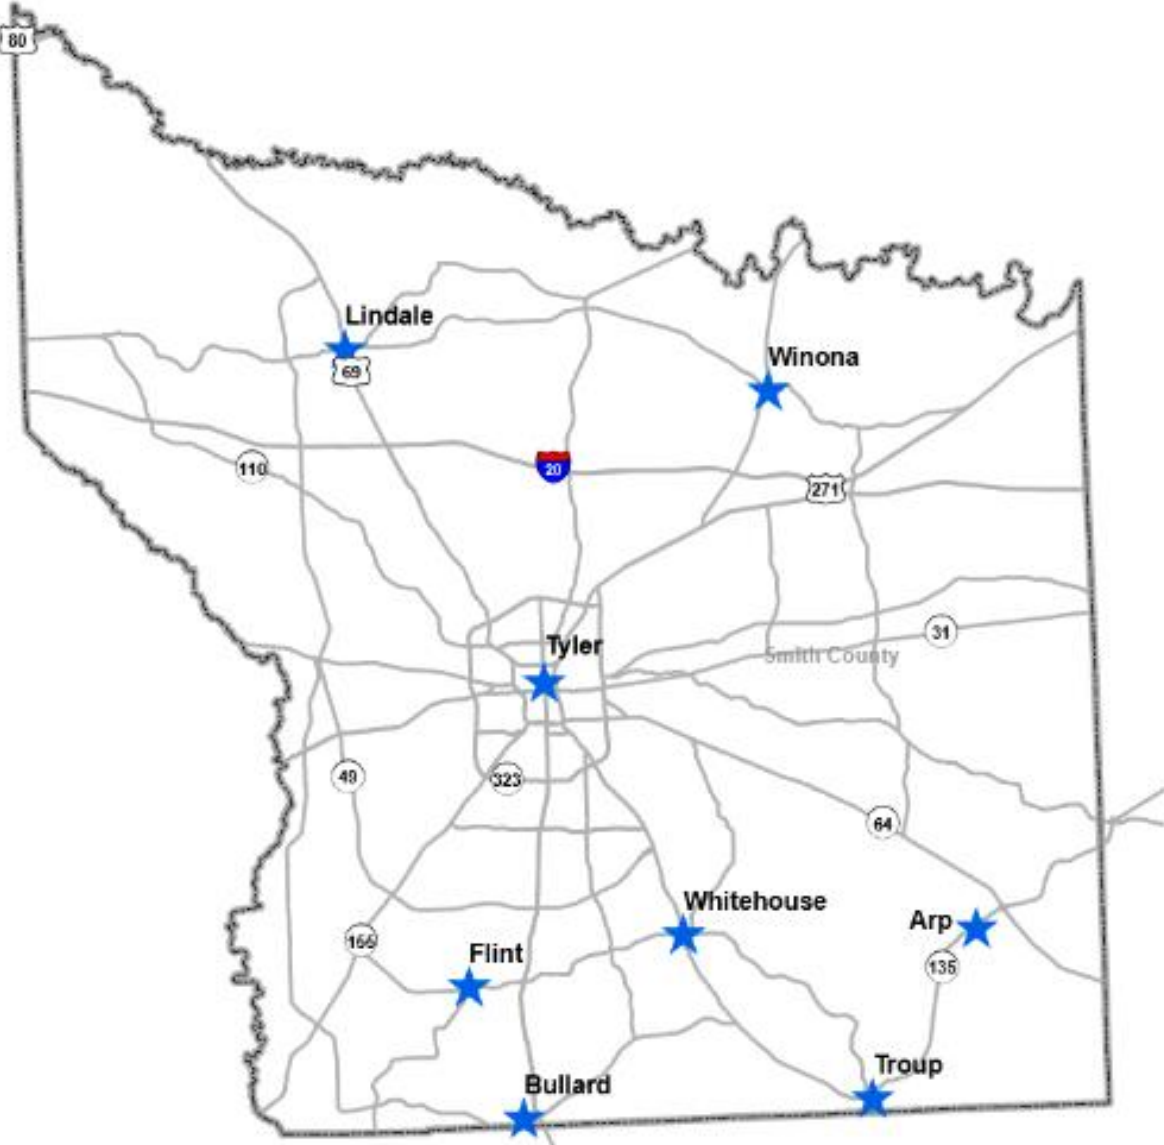 80
Lindale
69
Winona
110
20
271
Tyler
31
Smith County
49
323
64
Whitehouse
Arp
155
Flint
135
Troup
Bullard